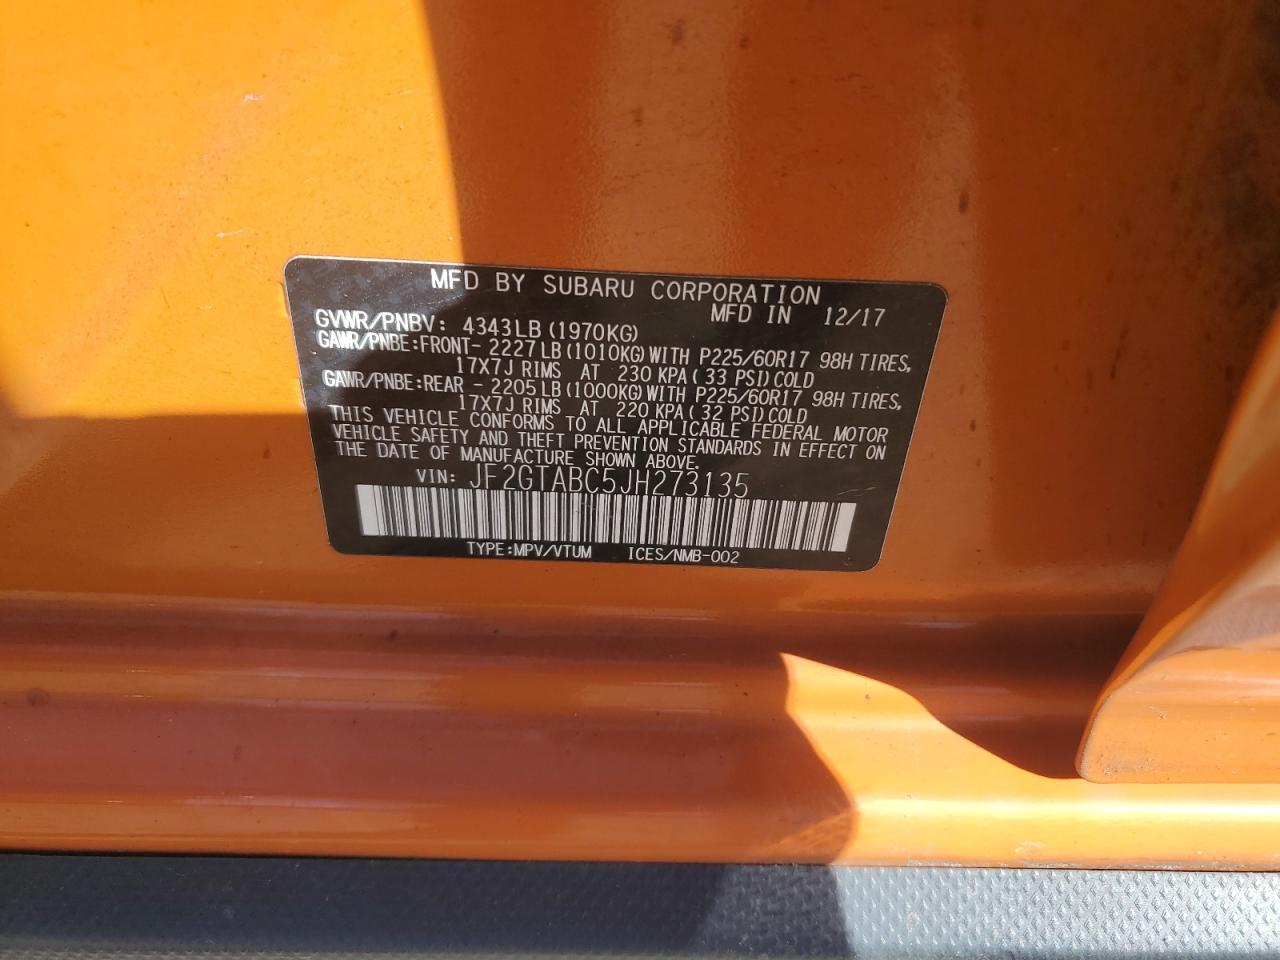 MFD BY SUBARU CORPORATION
MFD IN 12/17
GVWR/PNBV: 4343LB(1970KG)
GAWR/PNBE:FRONT- 2227LB(1010KG)WITH P225/60R17 98H TIRES,
17X7J RIMS AT 230 KPA(33 PSI)COLD
GAWR/PNBE:REAR - 2205LB(1000KG)WITH P225/60R17 98H TIRES,
17X7J RIMS AT 220 KPA(32 PSI)COLD
THIS VEHICLE CONFORMS TO ALL APPLICABLE FEDERAL MOTOR
VEHICLE SAFETY AND THEFT PREVENTION STANDARDS IN EFFECT ON
THE DATE OF MANUFACTURE SHOWN ABOVE.
VIN: JF2GTABC5JH273135
TYPE:MPV/VTUM ICES/NMB-002